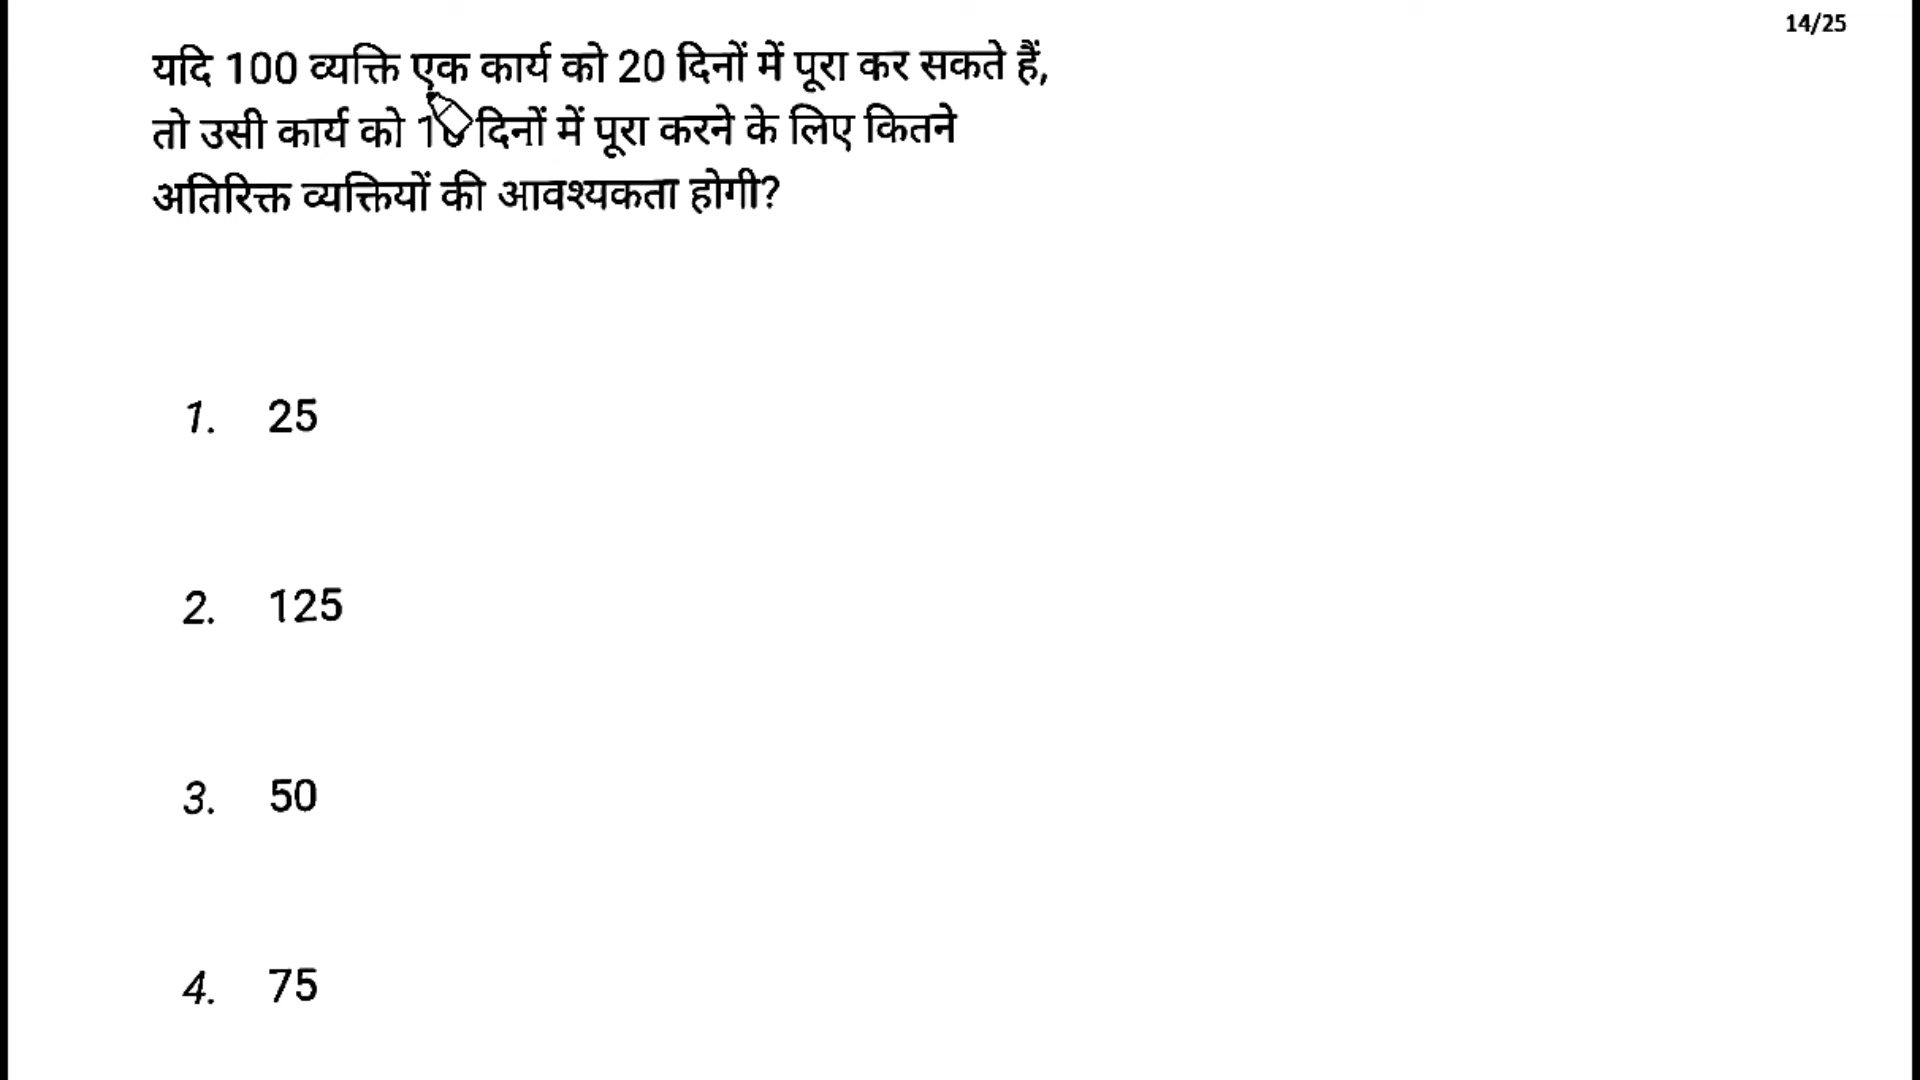 14/25
यदि 100 व्यक्ति एक कार्य को 20 दिनों में पूरा कर सकते हैं,
तो उसी कार्य को दिनों में पूरा करने के लिए कितने
अतिरिक्त व्यक्तियों की आवश्यकता होगी?
1. 25
2. 125
3. 50
4. 75